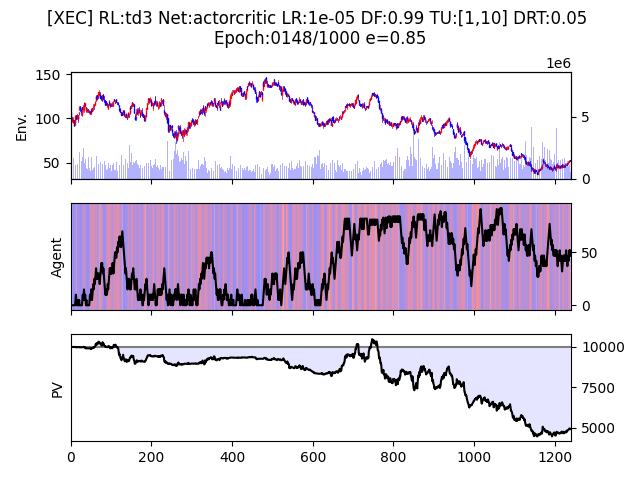 [XEC] RL:td3 Net:actorcritic LR:1e-05 DF:0.99 TU:[1,10] DRT:0.05
Epoch:0148/1000 e=0.85
1e6
150
100
50
Env.
5
0
Agent
50
0
PV
10000
7500
5000
0 200 400 600 800 1000 1200